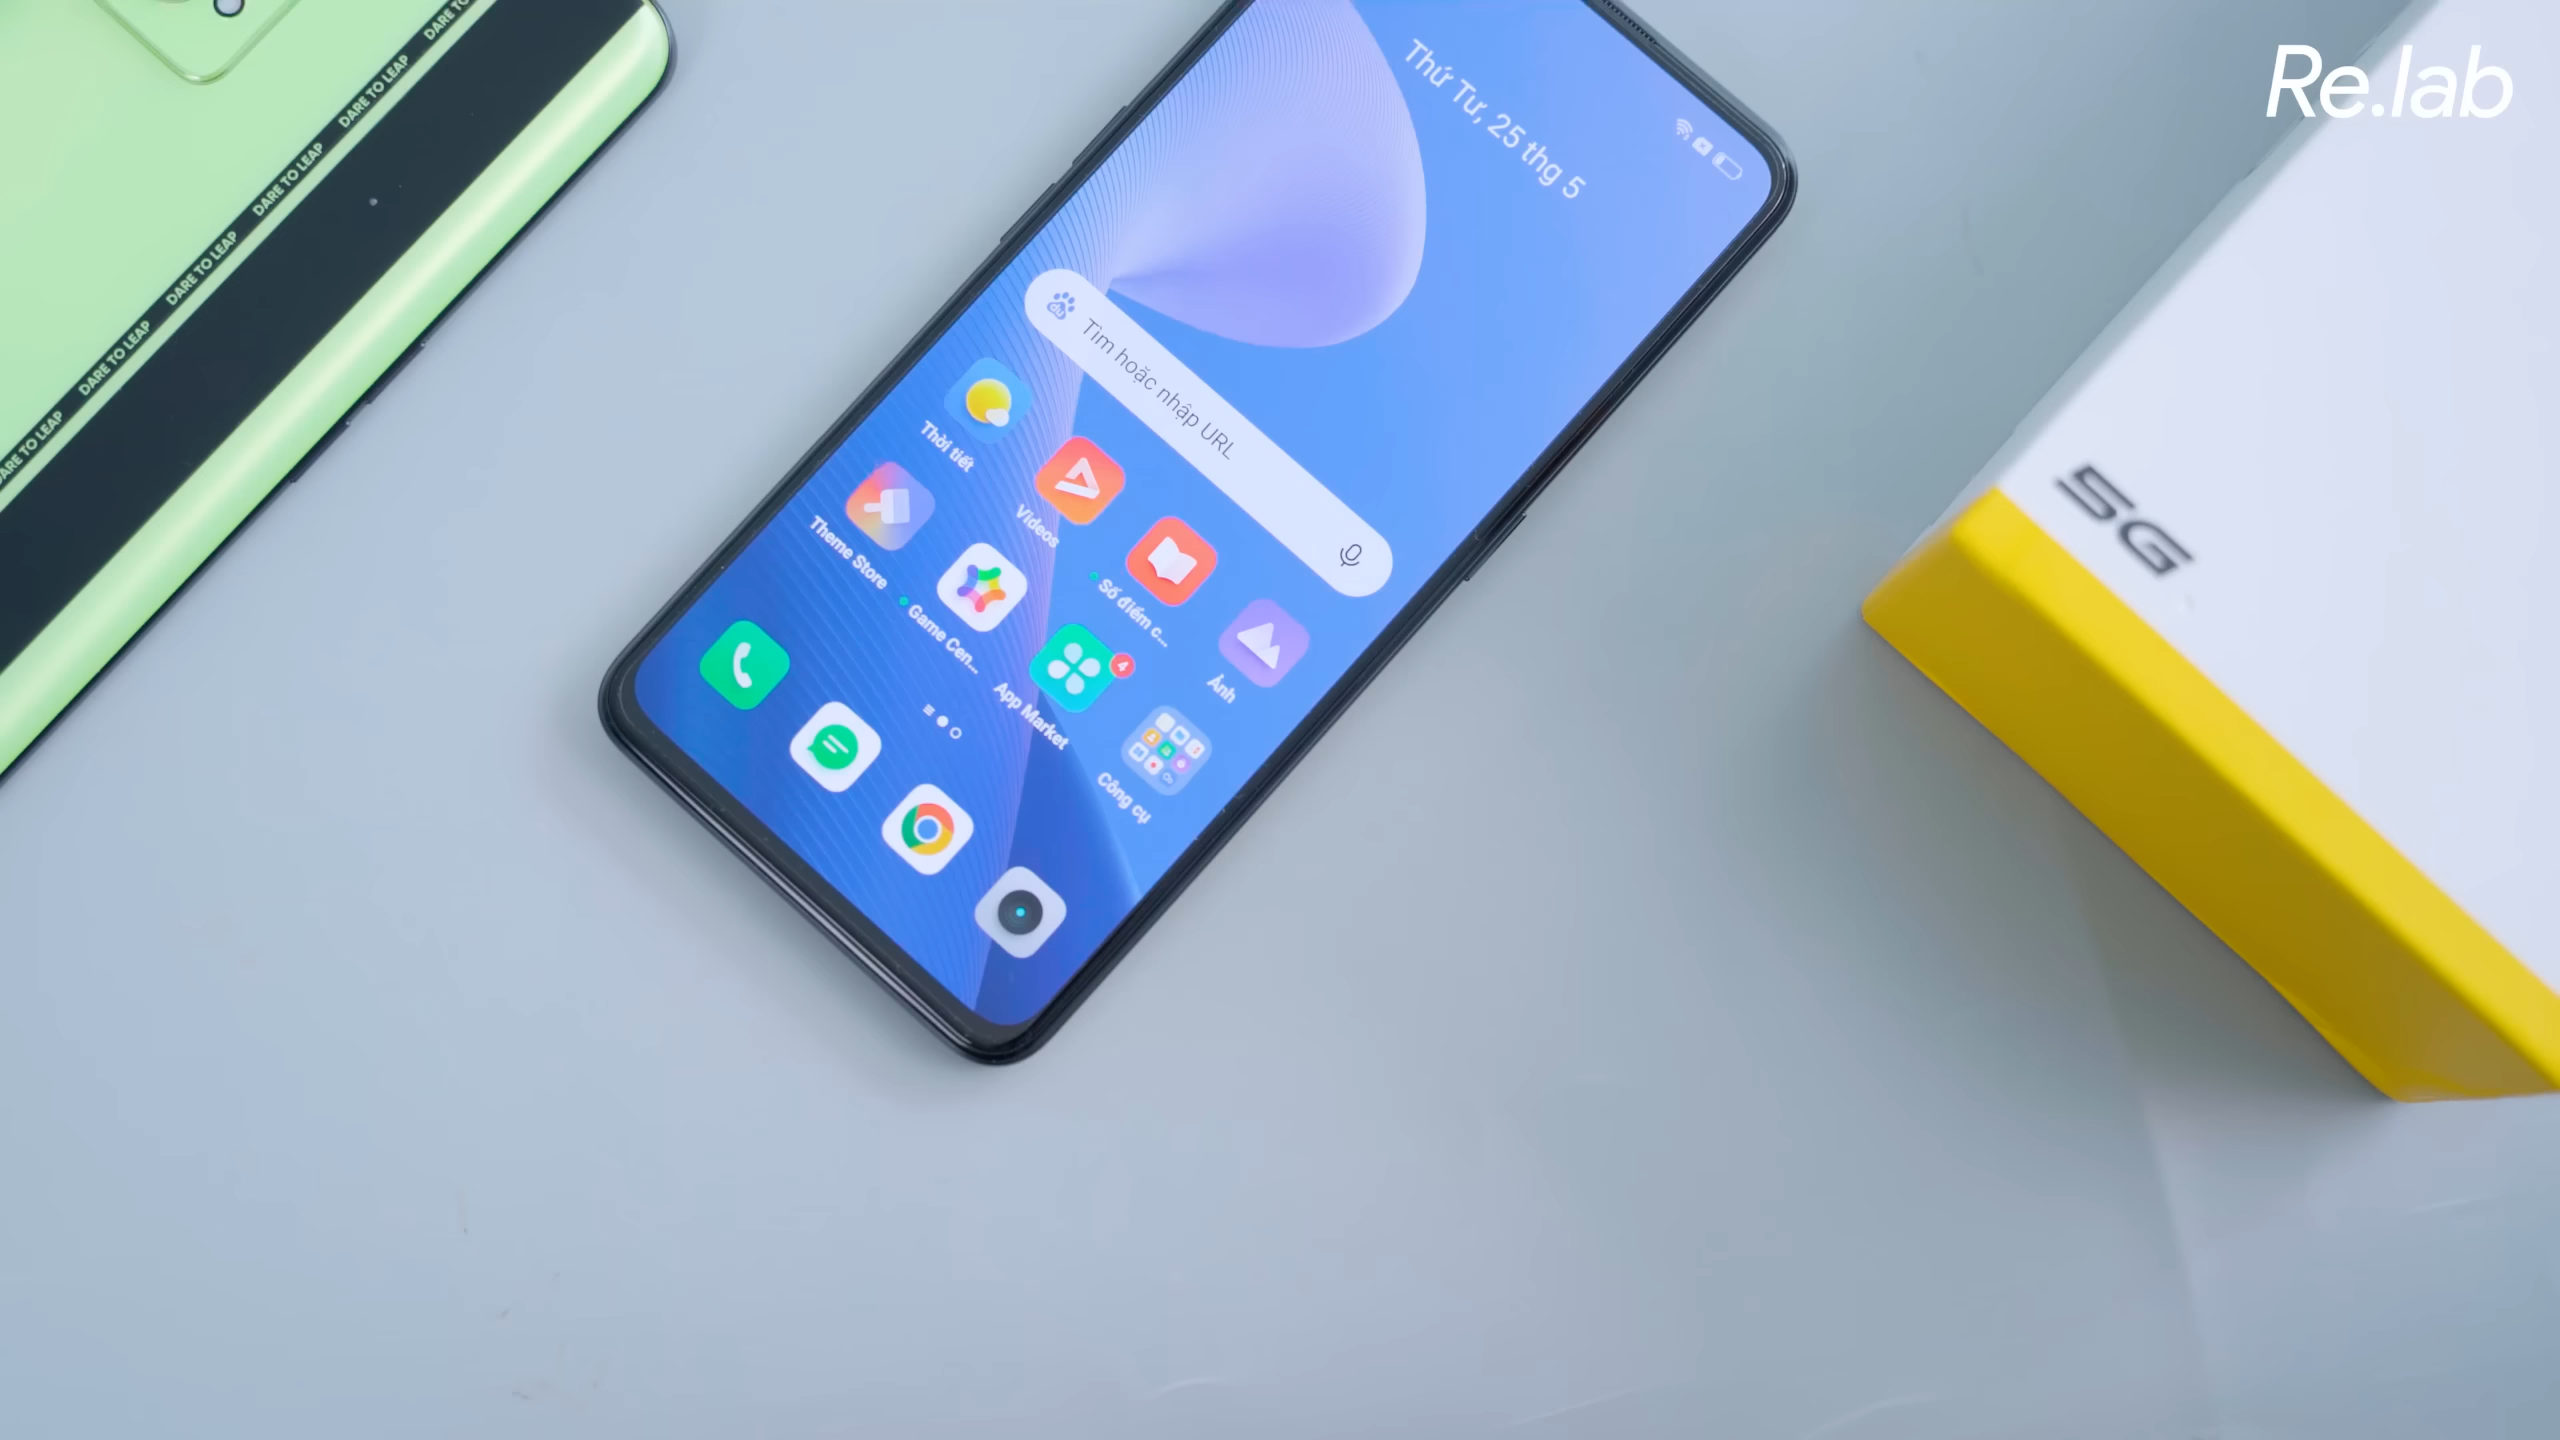 Re.lab
DARE TO LEAP
DARE TO LEAP
DARE TO LEAP
DARE TO LEAP
DARE TO LEAP
DARE TO LEAP
Thứ Tư, 25 thg 5
Tìm hoặc nhập URL
Thời tiết
Videos
Số điểm c...
Ảnh
Theme Store
Game Cen...
App Market
4
Công cụ
5G